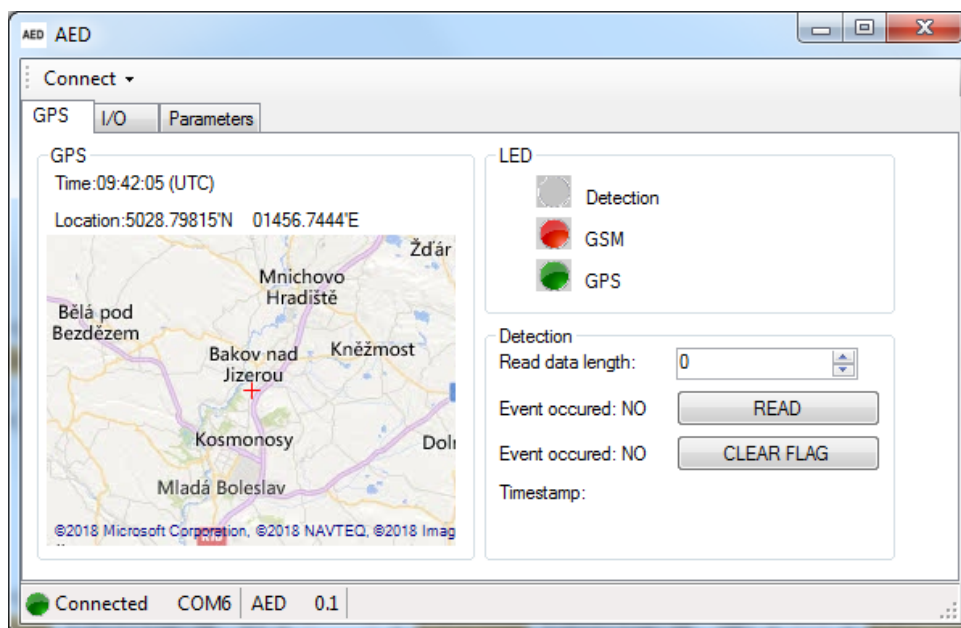 AED AED
Connect
GPS I/O Parameters
GPS
Time:09:42:05 (UTC)
Location:5028.79815'N 01456.7444'E
Žďár
Mnichovo
Hradiště
Bělá pod
Bezdězem
Bakov nad
Jizerou
Kněžmost
Kosmonosy
Doln
Mladá Boleslav
©2018 Microsoft Corporation, ©2018 NAVTEQ, ©2018 Imag
LED
Detection
GSM
GPS
Detection
Read data length: 0
Event occured: NO READ
Event occured: NO CLEAR FLAG
Timestamp:
Connected COM6 AED 0.1